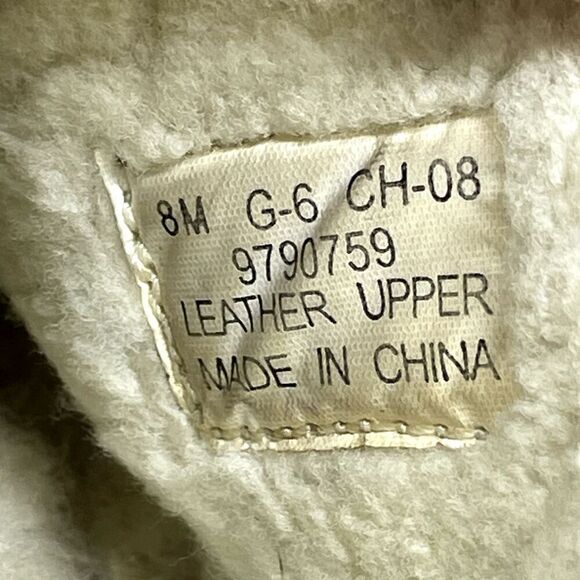 8M G-6 CH-08
9790759
LEATHER UPPER
MADE IN CHINA